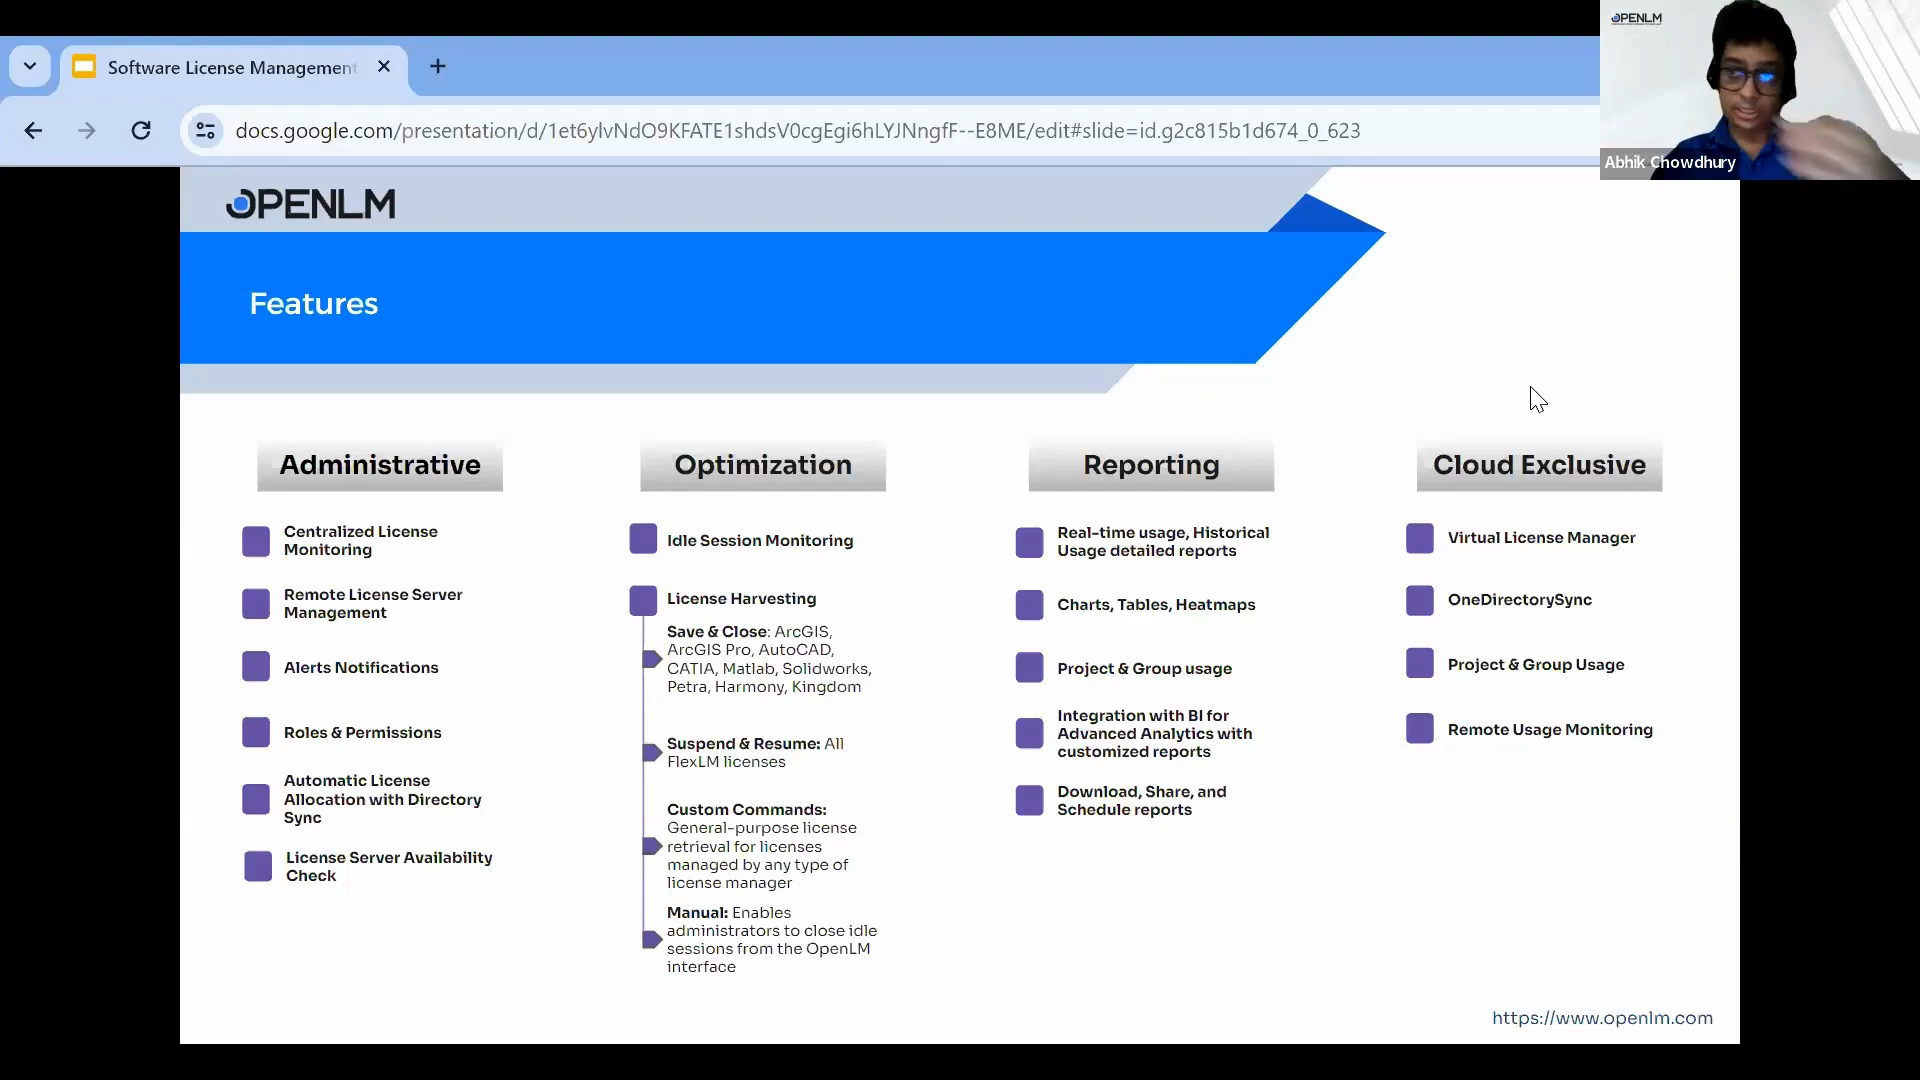 Software License Management
docs.google.com/presentation/d/1et6ylvNdO9KFATE1shdsV0cgEgi6hLYJNngfF--E8ME/edit#slide=id.g2c815b1d674_0_623
OPENLM
Abhik Chowdhury
OPENLM
Features
Administrative
Centralized License
Monitoring
Remote License Server
Management
Alerts Notifications
Roles & Permissions
Automatic License
Allocation with Directory
Sync
License Server Availability
Check
Optimization
Idle Session Monitoring
License Harvesting
Save & Close: ArcGIS,
ArcGIS Pro, AutoCAD,
CATIA, Matlab, Solidworks,
Petra, Harmony, Kingdom
Suspend & Resume: All
FlexLM licenses
Custom Commands:
General-purpose license
retrieval for licenses
managed by any type of
license manager
Manual: Enables
administrators to close idle
sessions from the OpenLM
interface
Reporting
Real-time usage, Historical
Usage detailed reports
Charts, Tables, Heatmaps
Project & Group usage
Integration with BI for
Advanced Analytics with
customized reports
Download, Share, and
Schedule reports
Cloud Exclusive
Virtual License Manager
OneDirectorySync
Project & Group Usage
Remote Usage Monitoring
https://www.openlm.com